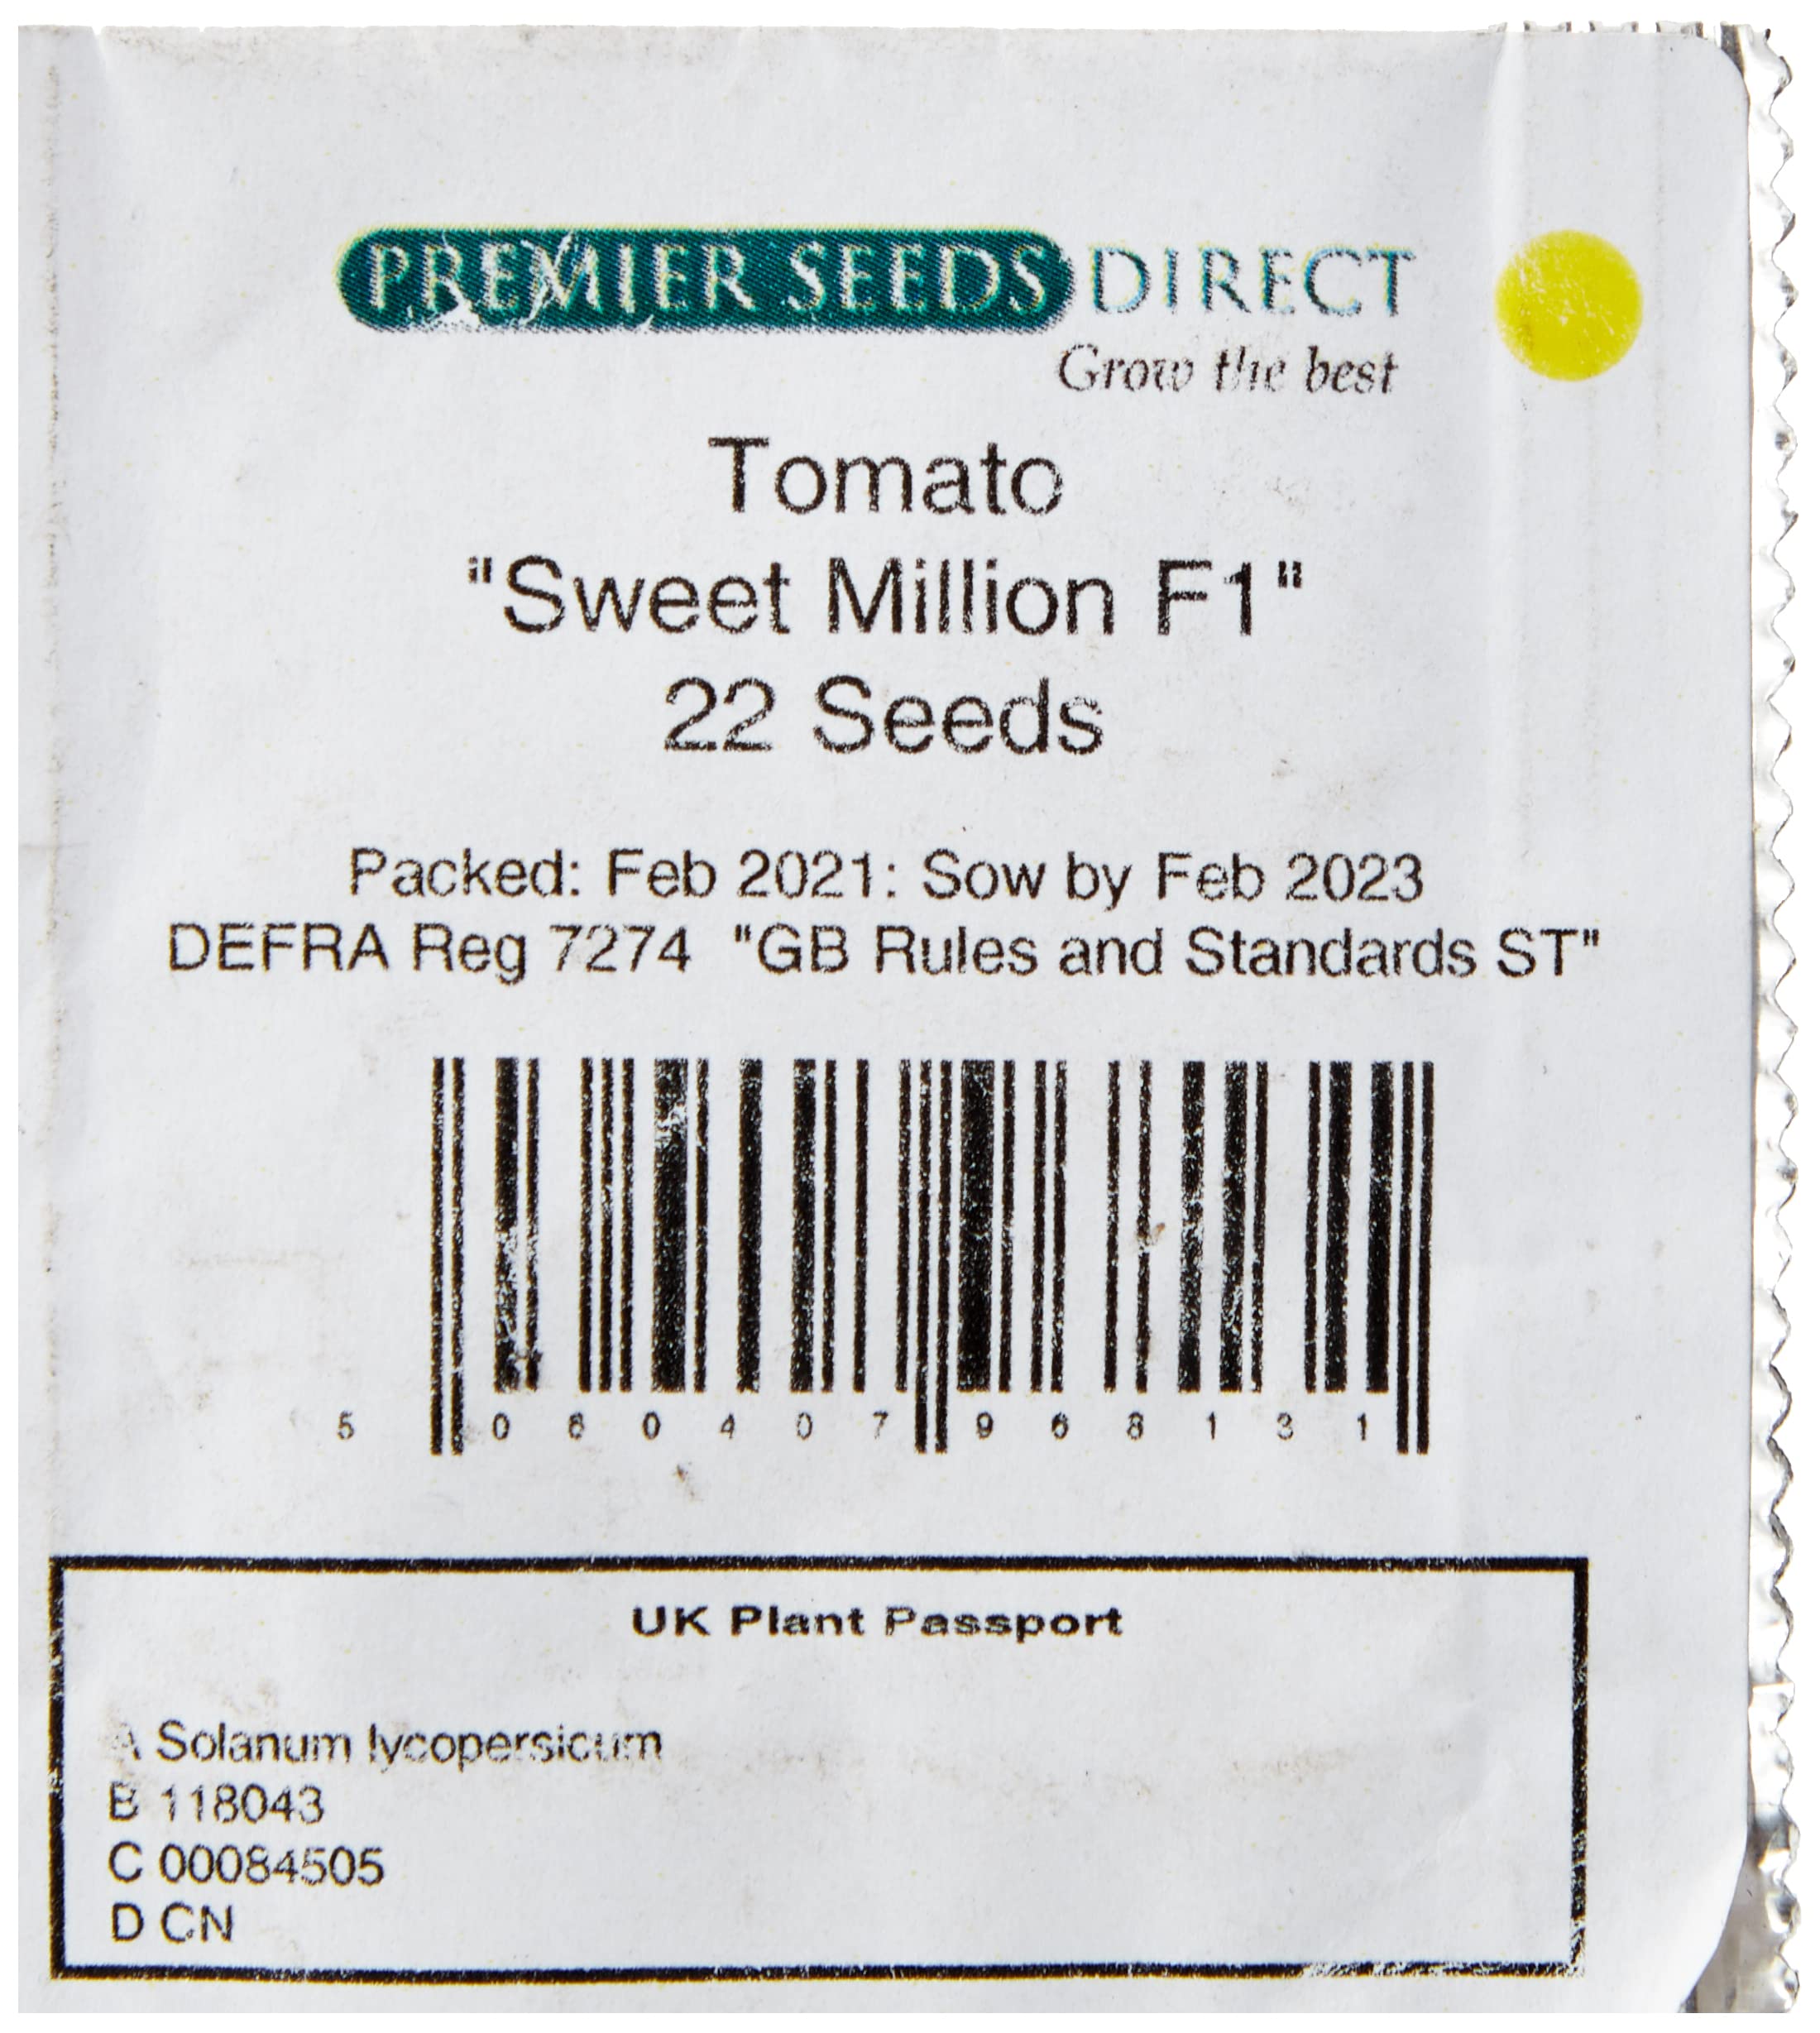 PREMIER SEEDS DIRECT
Grow the best
Tomato
"Sweet Million F1"
22 Seeds
Packed: Feb 2021: Sow by Feb 2023
DEFRA Reg 7274 "GB Rules and Standards ST"
5 060407 968131
UK Plant Passport
A Solanum lycopersicum
B 118043
C 00084505
D CN